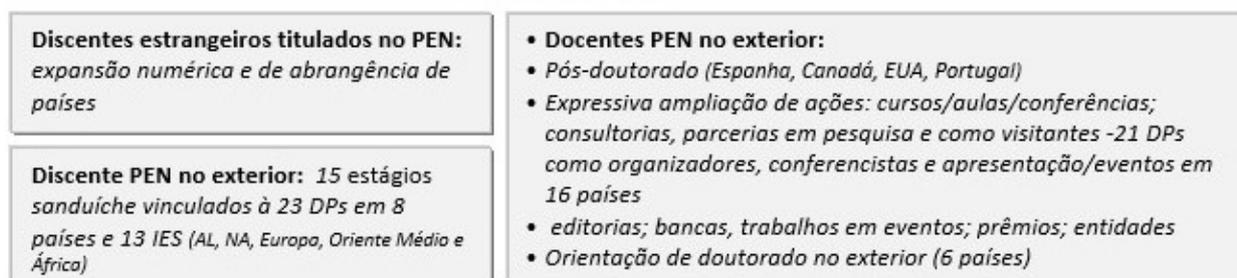 Discentes estrangeiros titulados no PEN:
expansão numérica e de abrangência de
países
Discente PEN no exterior: 15 estágios
sanduíche vinculados à 23 DPs em 8
países e 13 IES (AL, NA, Europa, Oriente Médio e
África)
• Docentes PEN no exterior:
• Pós-doutorado (Espanha, Canadá, EUA, Portugal)
• Expressiva ampliação de ações: cursos/aulas/conferências;
consultorias, parcerias em pesquisa e como visitantes -21 DPs
como organizadores, conferencistas e apresentação/eventos em
16 países
• editorias; bancas, trabalhos em eventos; prêmios; entidades
• Orientação de doutorado no exterior (6 países)